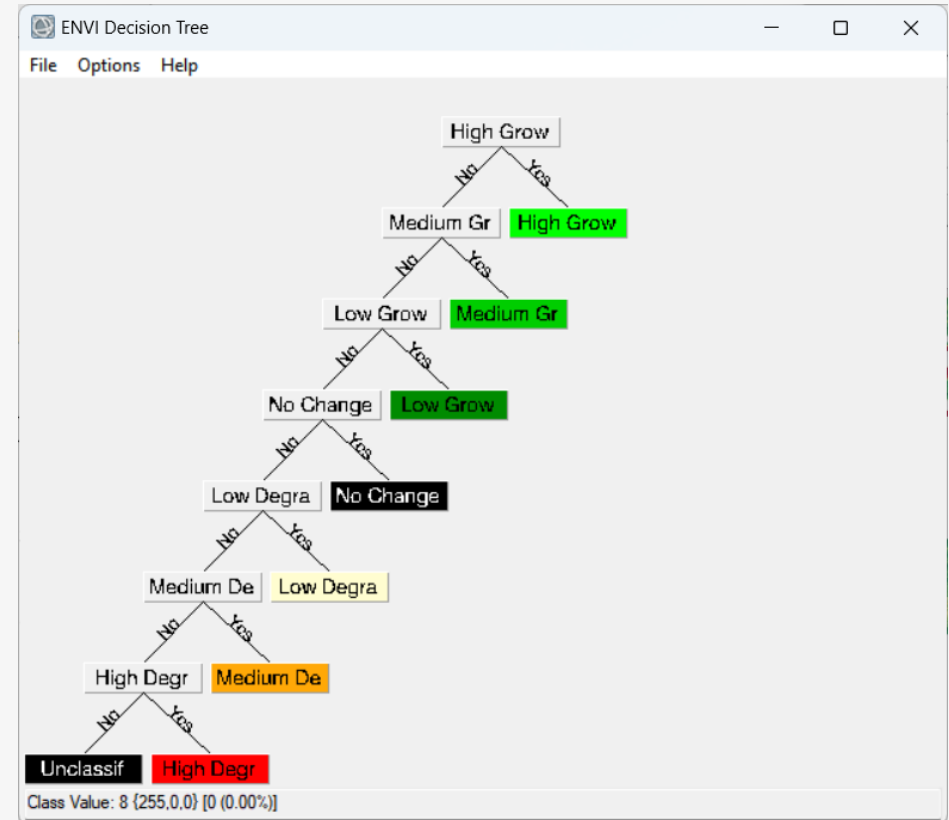 ENVI Decision Tree
File Options Help
High Grow
No Yes
Medium Gr High Grow
No Yes
Low Grow Medium Gr
No Yes
No Change Low Grow
No Yes
Low Degra No Change
No Yes
Medium De Low Degra
No Yes
High Degr Medium De
No Yes
Unclassif High Degr
Class Value: 8 {255,0,0} [0 (0.00%)]